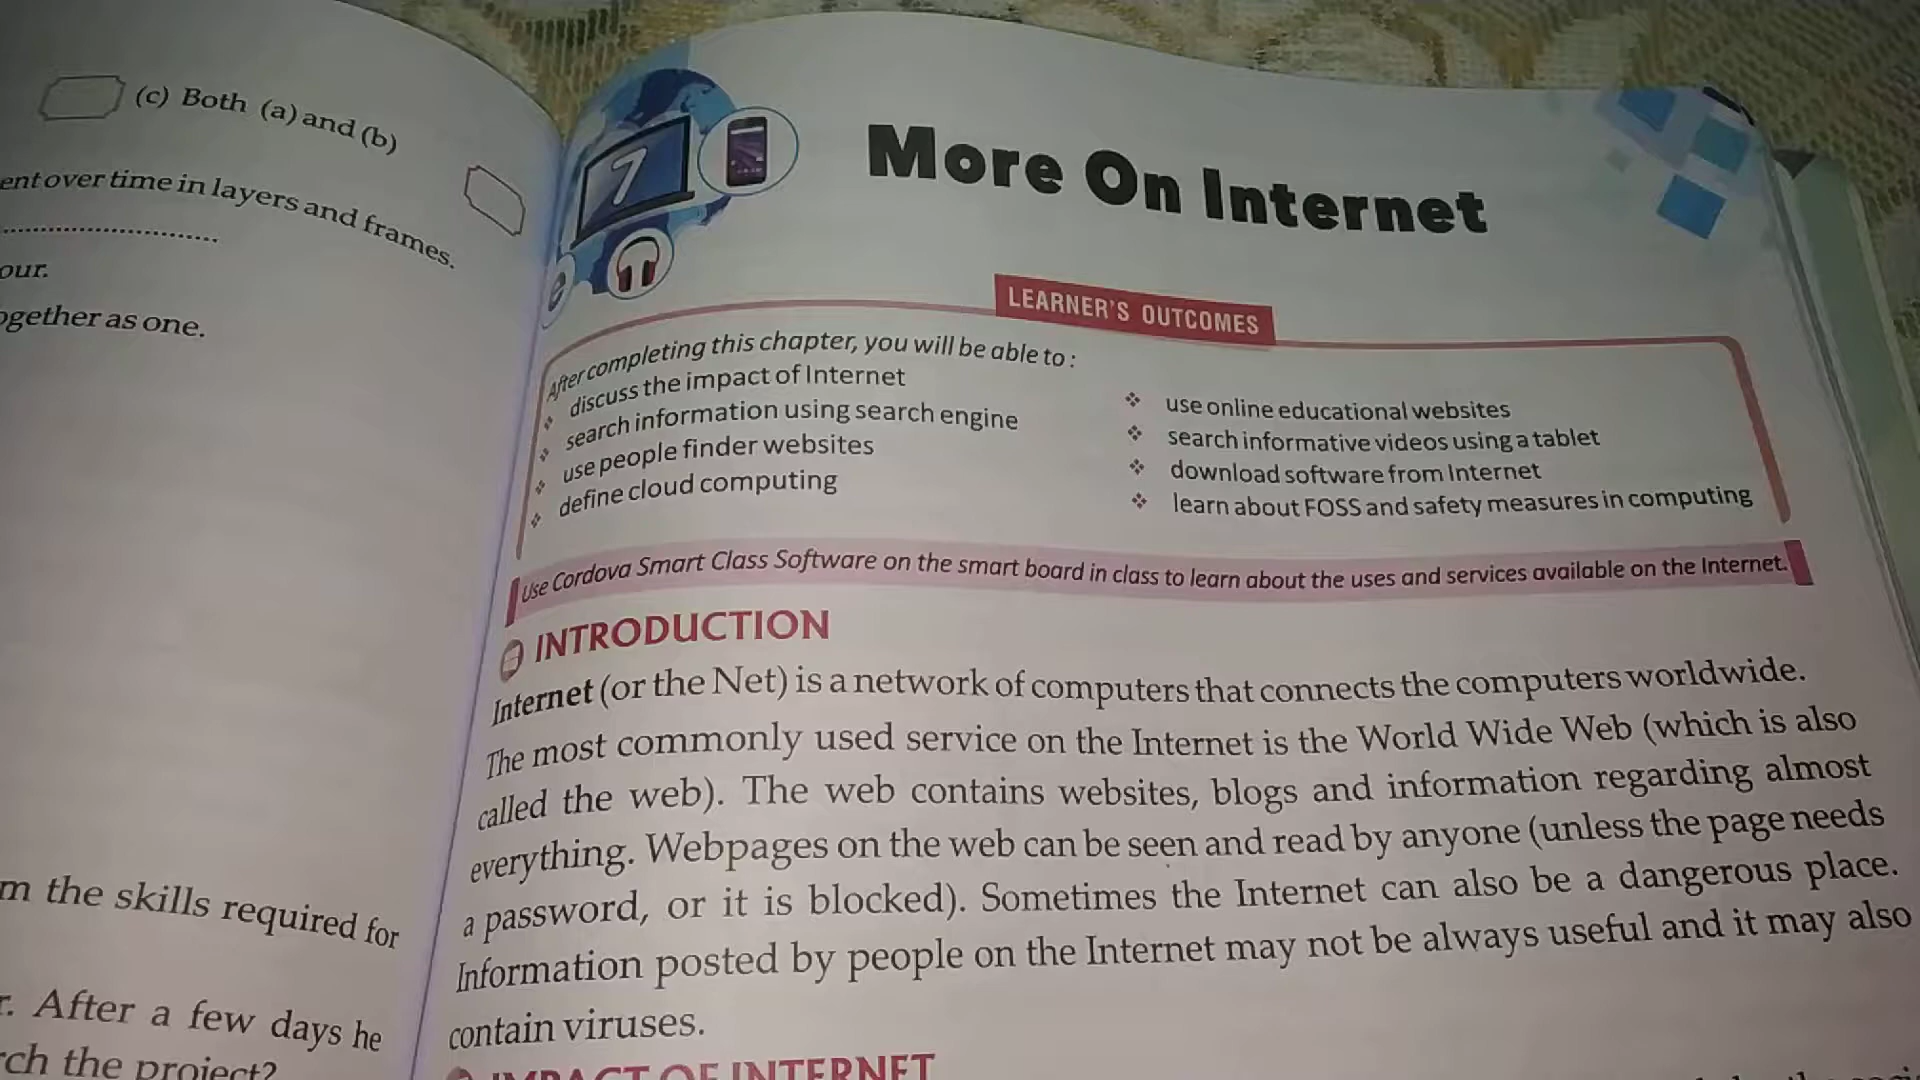 (c) Both (a) and (b)
over time in layers and frames.
together as one.
the skills required for
After a few days he
the project?
7
More On Internet
LEARNER'S OUTCOMES
After completing this chapter, you will be able to :
discuss the impact of Internet
search information using search engine
use people finder websites
define cloud computing
use online educational websites
search informative videos using a tablet
download software from Internet
learn about FOSS and safety measures in computing
Use Cordova Smart Class Software on the smart board in class to learn about the uses and services available on the Internet.
INTRODUCTION
Internet (or the Net) is a network of computers that connects the computers worldwide.
The most commonly used service on the Internet is the World Wide Web (which is also
called the web). The web contains websites, blogs and information regarding almost
everything. Webpages on the web can be seen and read by anyone (unless the page needs
a password, or it is blocked). Sometimes the Internet can also be a dangerous place.
Information posted by people on the Internet may not be always useful and it may also
contain viruses.
IMPACT OF INTERNET